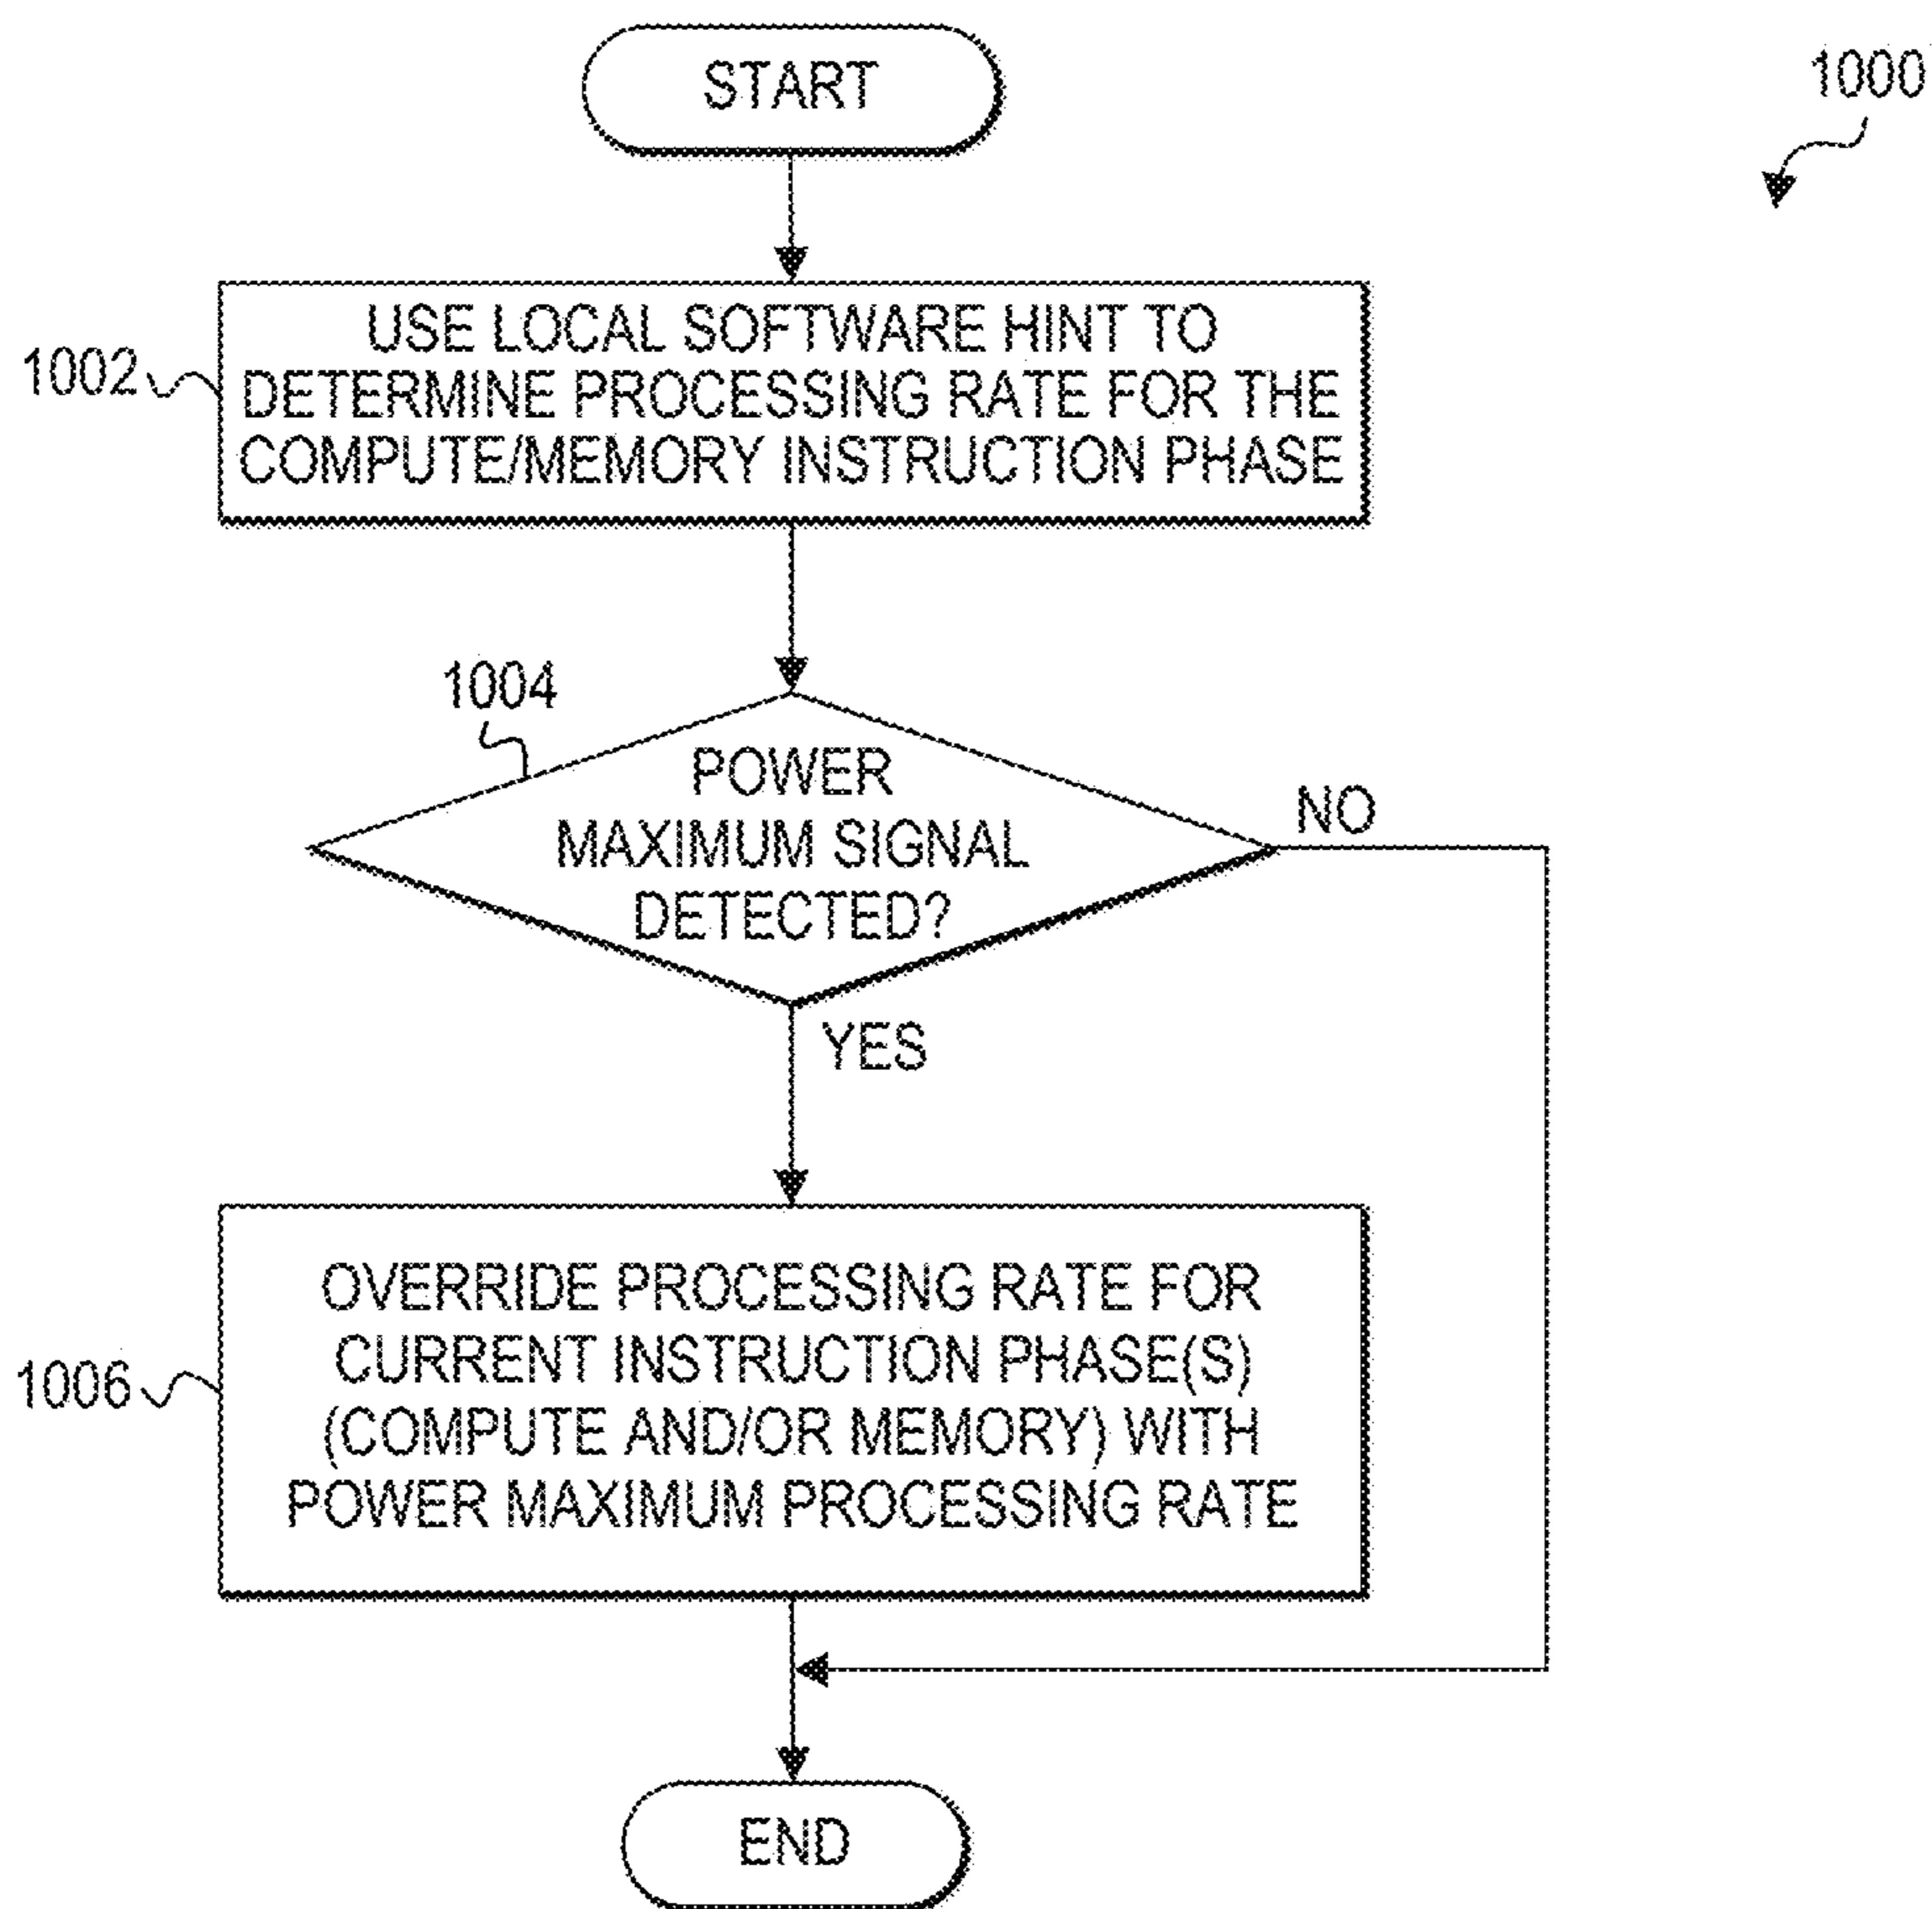 START
1000
1002
USE LOCAL SOFTWARE HINT TO
DETERMINE PROCESSING RATE FOR THE
COMPUTE/MEMORY INSTRUCTION PHASE
1004
POWER
MAXIMUM SIGNAL
DETECTED?
NO
YES
1006
OVERRIDE PROCESSING RATE FOR
CURRENT INSTRUCTION PHASE(S)
(COMPUTE AND/OR MEMORY) WITH
POWER MAXIMUM PROCESSING RATE
END